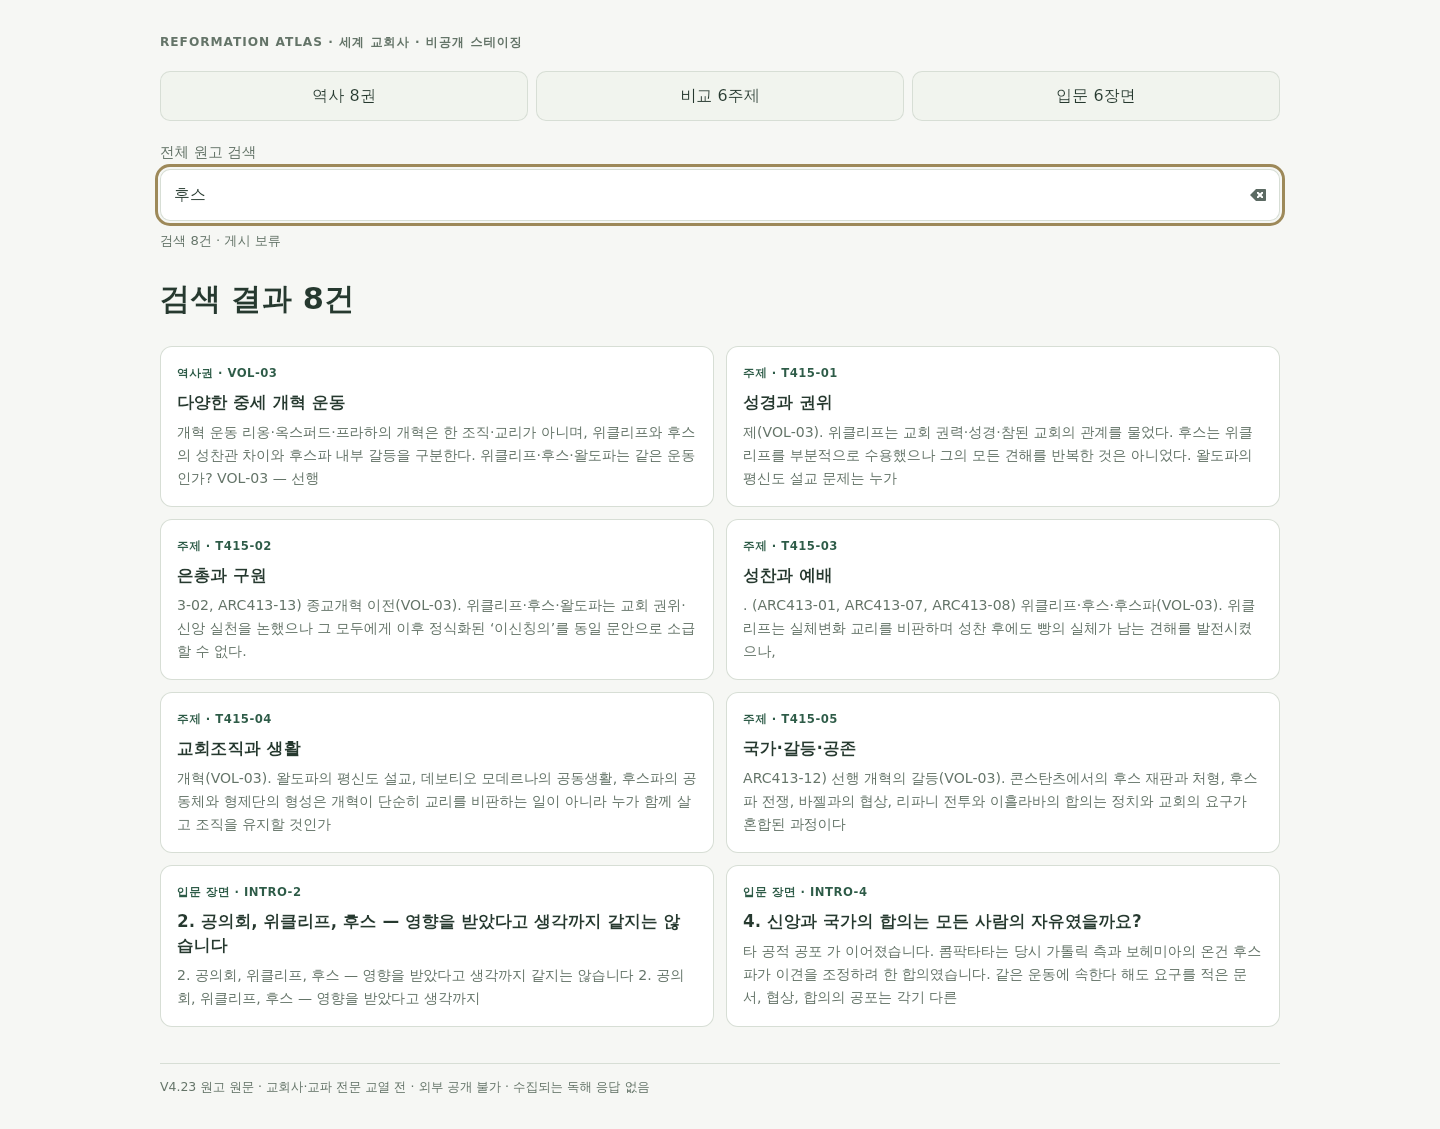 REFORMATION ATLAS · 세계 교회사 · 비공개 스테이징
역사 8권
비교 6주제
입문 6장면
전체 원고 검색
후스
검색 8건 · 게시 보류
검색 결과 8건
역사권 · VOL-03
다양한 중세 개혁 운동
개혁 운동 리옹·옥스퍼드·프라하의 개혁은 한 조직·교리가 아니며, 위클리프와 후스
의 성찬관 차이와 후스파 내부 갈등을 구분한다. 위클리프·후스·왈도파는 같은 운동
인가? VOL-03 — 선행
주제 · T415-01
성경과 권위
제(VOL-03). 위클리프는 교회 권력·성경·참된 교회의 관계를 물었다. 후스는 위클
리프를 부분적으로 수용했으나 그의 모든 견해를 반복한 것은 아니었다. 왈도파의
평신도 설교 문제는 누가
주제 · T415-02
은총과 구원
3-02, ARC413-13) 종교개혁 이전(VOL-03). 위클리프·후스·왈도파는 교회 권위·
신앙 실천을 논했으나 그 모두에게 이후 정식화된 ‘이신칭의’를 동일 문안으로 소급
할 수 없다.
주제 · T415-03
성찬과 예배
. (ARC413-01, ARC413-07, ARC413-08) 위클리프·후스·후스파(VOL-03). 위클
리프는 실체변화 교리를 비판하며 성찬 후에도 빵의 실체가 남는 견해를 발전시켰
으나,
주제 · T415-04
교회조직과 생활
개혁(VOL-03). 왈도파의 평신도 설교, 데보티오 모데르나의 공동생활, 후스파의 공
동체와 형제단의 형성은 개혁이 단순히 교리를 비판하는 일이 아니라 누가 함께 살
고 조직을 유지할 것인가
주제 · T415-05
국가·갈등·공존
ARC413-12) 선행 개혁의 갈등(VOL-03). 콘스탄츠에서의 후스 재판과 처형, 후스
파 전쟁, 바젤과의 협상, 리파니 전투와 이흘라바의 합의는 정치와 교회의 요구가
혼합된 과정이다
입문 장면 · INTRO-2
2. 공의회, 위클리프, 후스 — 영향을 받았다고 생각까지 같지는 않
습니다
2. 공의회, 위클리프, 후스 — 영향을 받았다고 생각까지 같지는 않습니다 2. 공의
회, 위클리프, 후스 — 영향을 받았다고 생각까지
입문 장면 · INTRO-4
4. 신앙과 국가의 합의는 모든 사람의 자유였을까요?
타 공적 공포 가 이어졌습니다. 콤팍타타는 당시 가톨릭 측과 보헤미아의 온건 후스
파가 이견을 조정하려 한 합의였습니다. 같은 운동에 속한다 해도 요구를 적은 문
서, 협상, 합의의 공포는 각기 다른
V4.23 원고 원문 · 교회사·교파 전문 교열 전 · 외부 공개 불가 · 수집되는 독해 응답 없음